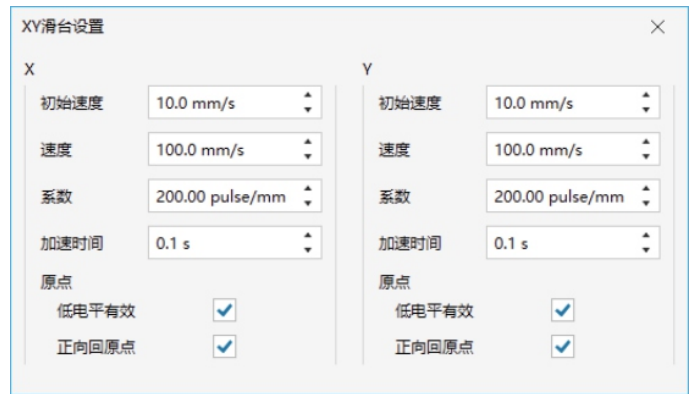 XY滑台设置
X
初始速度 10.0 mm/s
速度 100.0 mm/s
系数 200.00 pulse/mm
加速时间 0.1 s
原点
低电平有效
正向回原点
Y
初始速度 10.0 mm/s
速度 100.0 mm/s
系数 200.00 pulse/mm
加速时间 0.1 s
原点
低电平有效
正向回原点